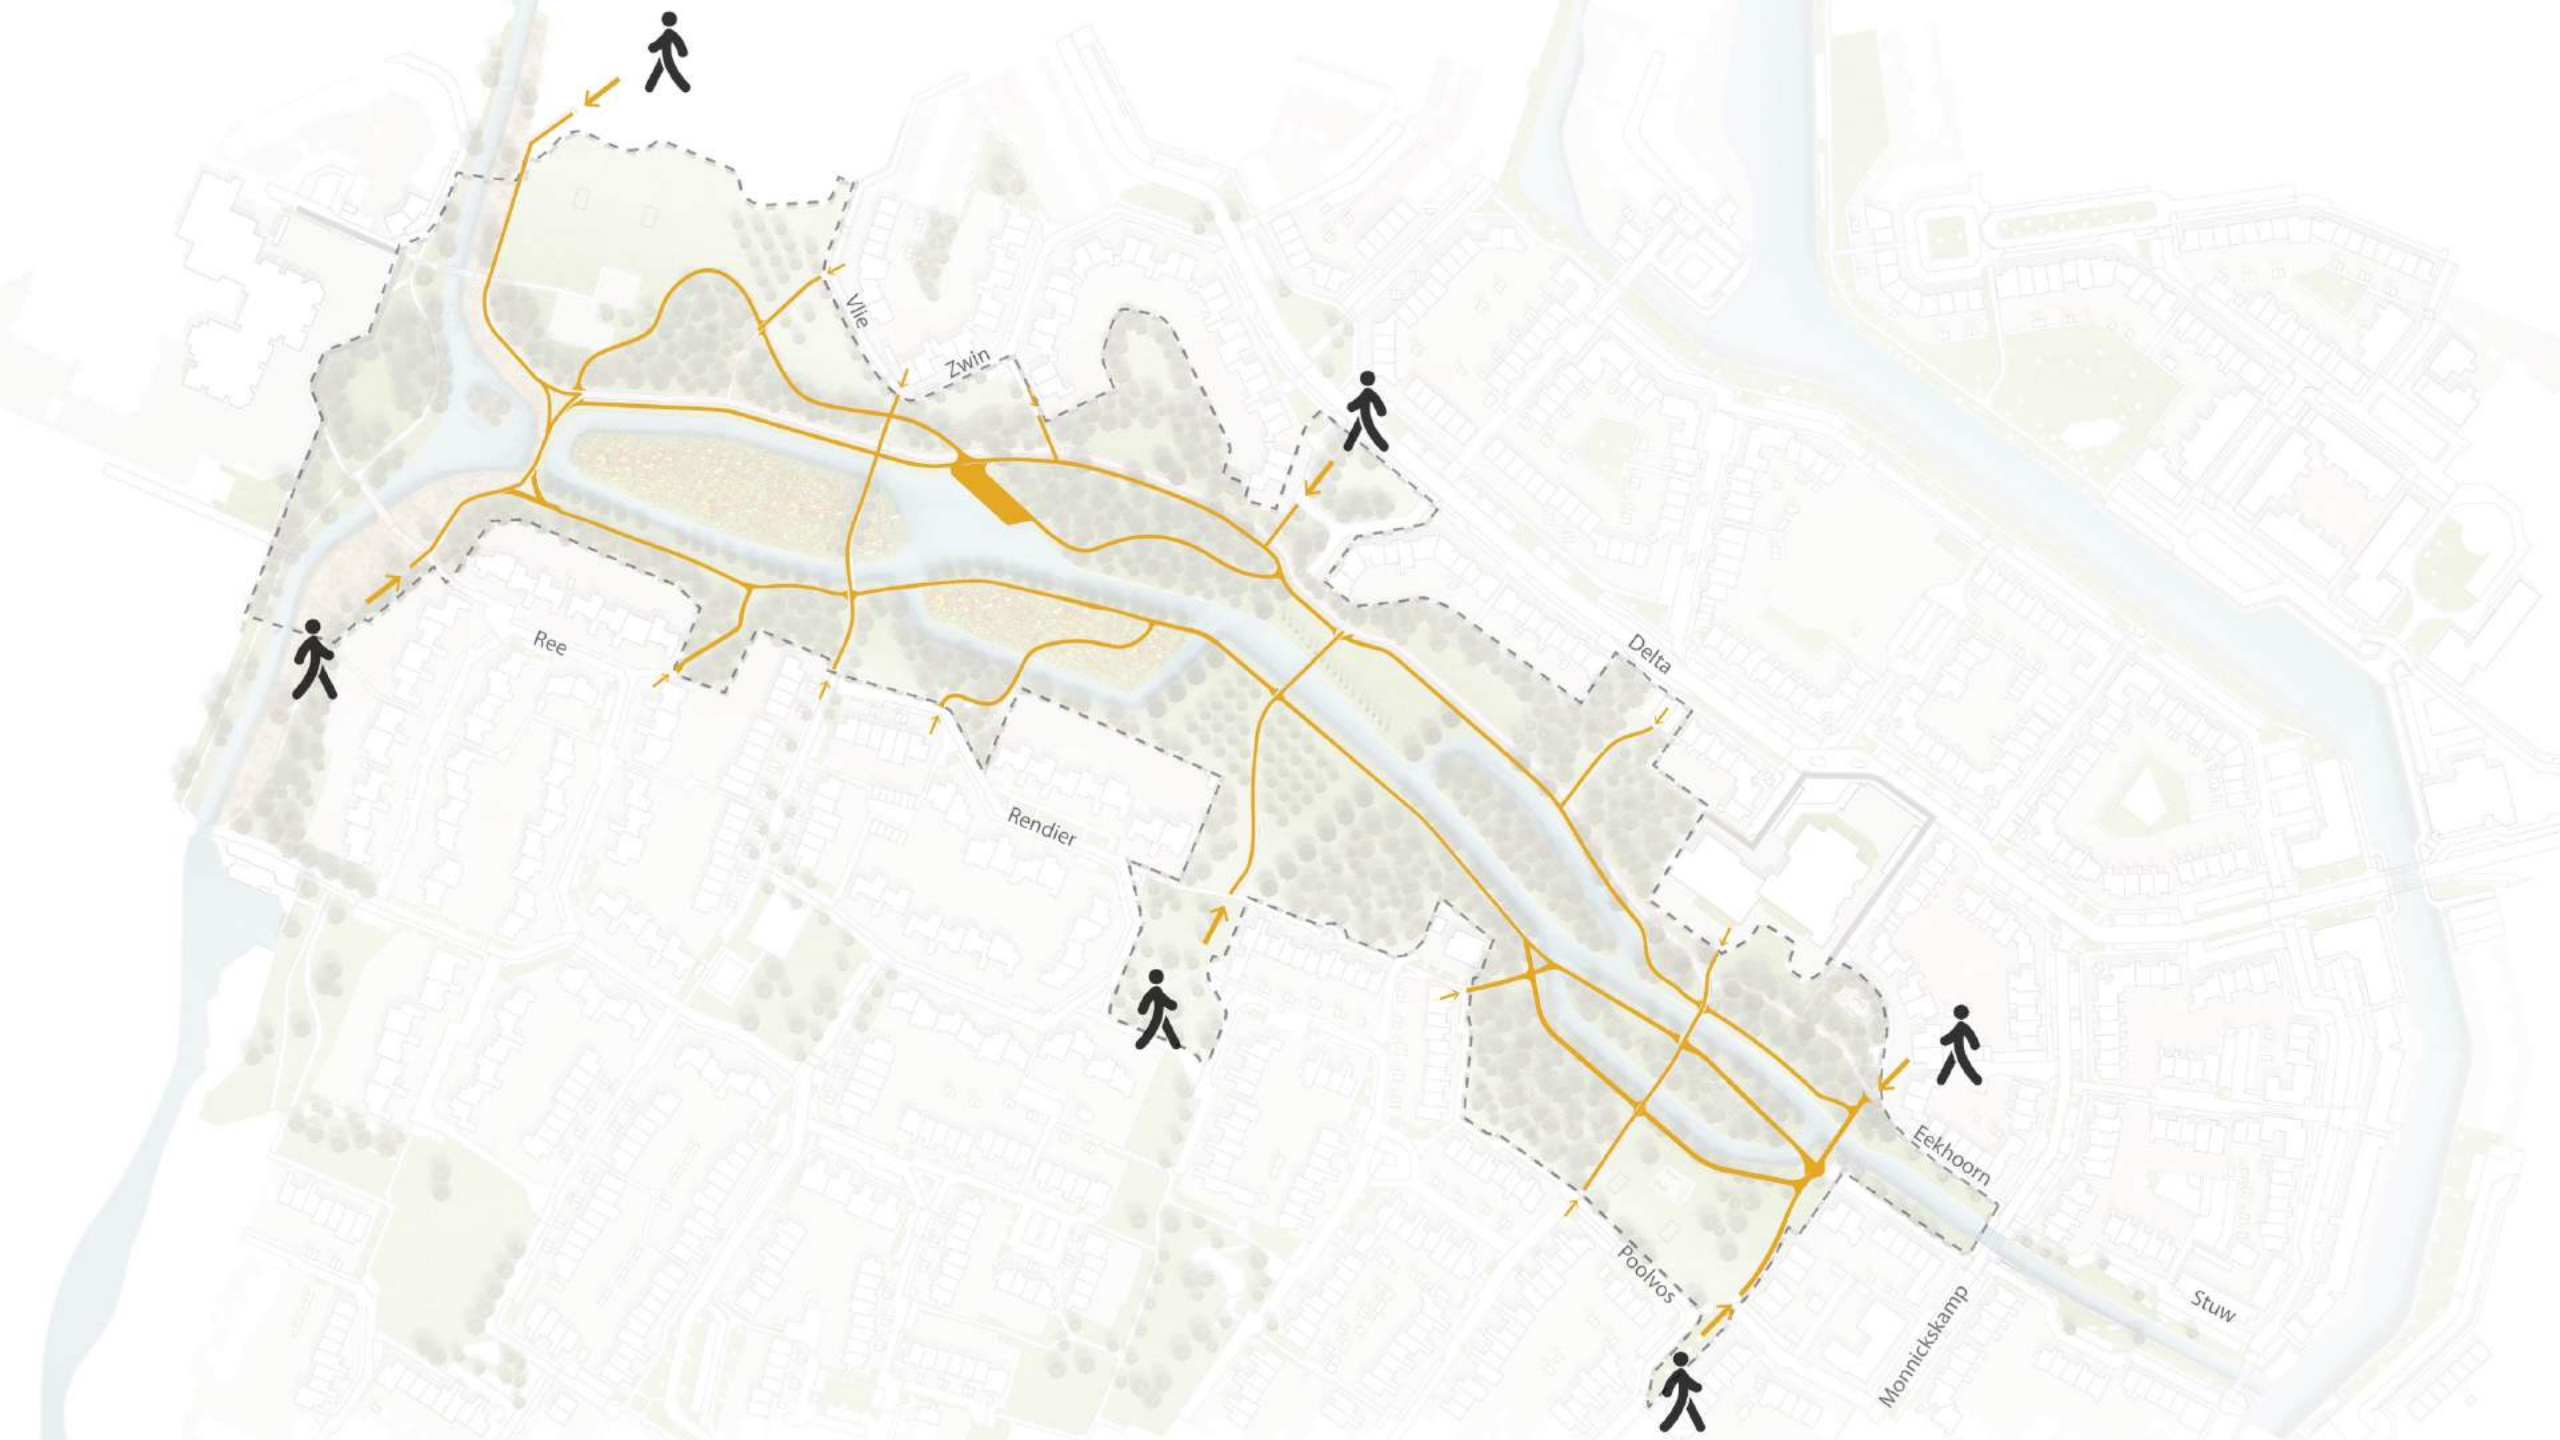 Vlie
Zwin
Ree
Delta
Rendier
Eekhoorn
Poolvos
Monnickskamp
Stuw